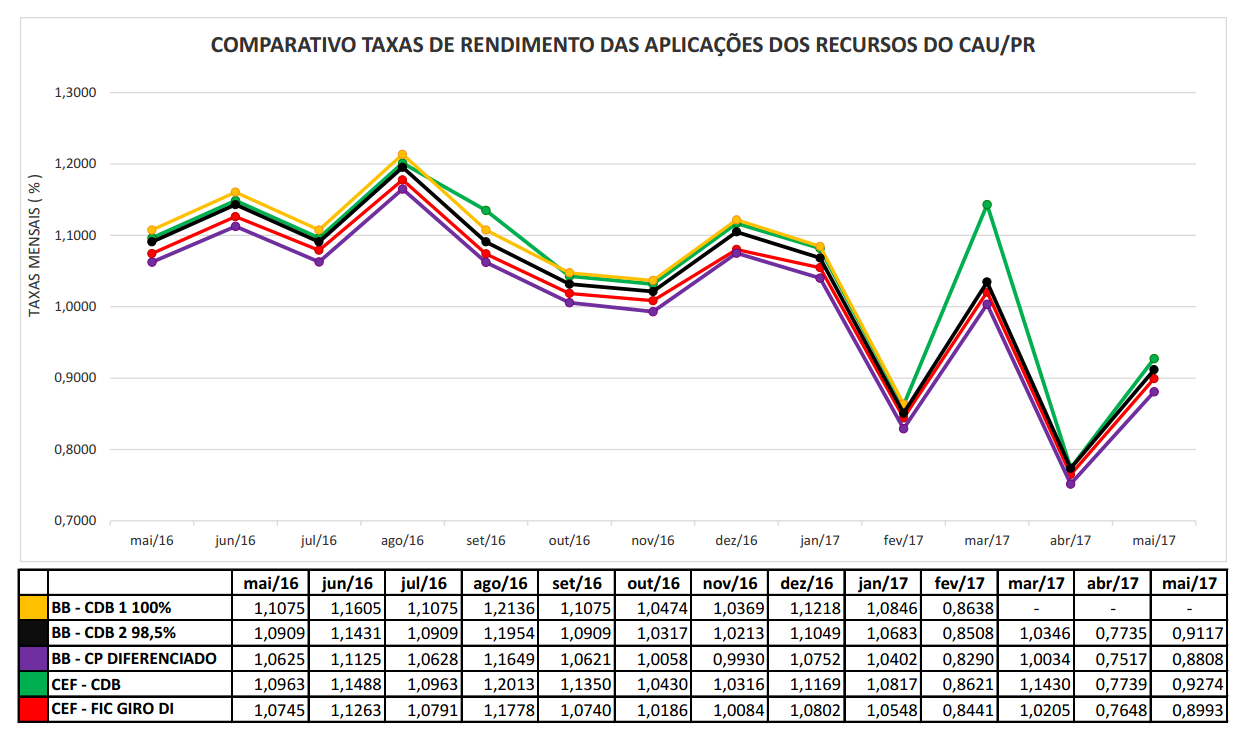 COMPARATIVO TAXAS DE RENDIMENTO DAS APLICAÇÕES DOS RECURSOS DO CAU/PR
TAXAS MENSAIS ( % )
1,3000
1,2000
1,1000
1,0000
0,9000
0,8000
0,7000
mai/16 jun/16 jul/16 ago/16 set/16 out/16 nov/16 dez/16 jan/17 fev/17 mar/17 abr/17 mai/17
mai/16 jun/16 jul/16 ago/16 set/16 out/16 nov/16 dez/16 jan/17 fev/17 mar/17 abr/17 mai/17
BB - CDB 1 100% 1,1075 1,1605 1,1075 1,2136 1,1075 1,0474 1,0369 1,1218 1,0846 0,8638 - - -
BB - CDB 2 98,5% 1,0909 1,1431 1,0909 1,1954 1,0909 1,0317 1,0213 1,1049 1,0683 0,8508 1,0346 0,7735 0,9117
BB - CP DIFERENCIADO 1,0625 1,1125 1,0628 1,1649 1,0621 1,0058 0,9930 1,0752 1,0402 0,8290 1,0034 0,7517 0,8808
CEF - CDB 1,0963 1,1488 1,0963 1,2013 1,1350 1,0430 1,0316 1,1169 1,0817 0,8621 1,1430 0,7739 0,9274
CEF - FIC GIRO DI 1,0745 1,1263 1,0791 1,1778 1,0740 1,0186 1,0084 1,0802 1,0548 0,8441 1,0205 0,7648 0,8993